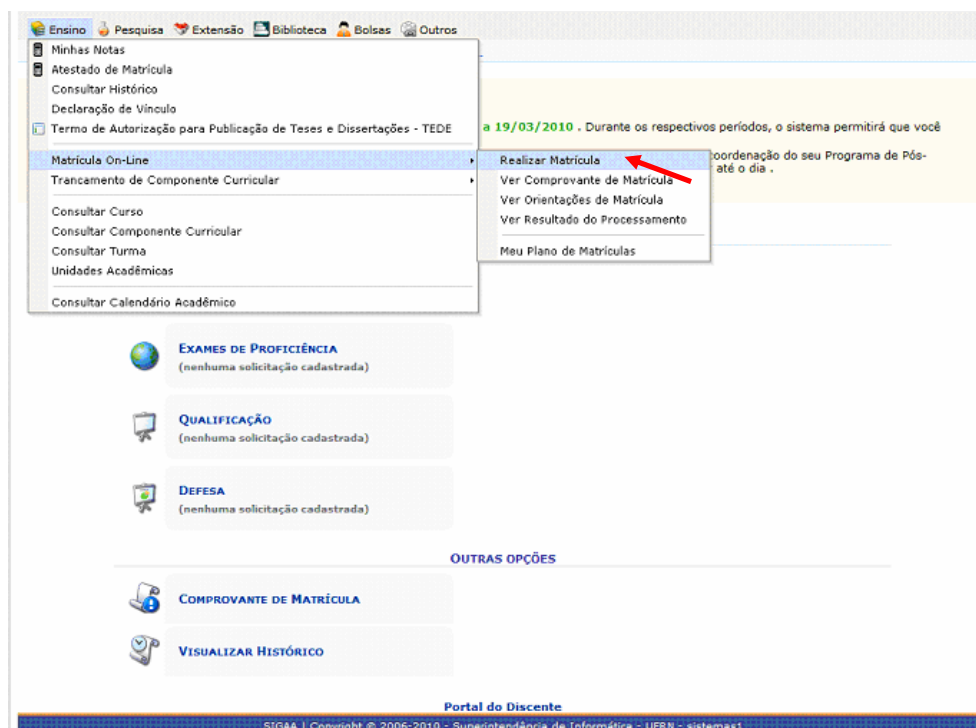 Ensino Pesquisa Extensão Biblioteca Bolsas Outros
Minhas Notas
Atestado de Matrícula
Consultar Histórico
Declaração de Vínculo
Termo de Autorização para Publicação de Teses e Dissertações - TEDE
a 19/03/2010 . Durante os respectivos períodos, o sistema permitirá que você
Matrícula On-Line
Realizar Matrícula
coordenação do seu Programa de Pós-
até o dia .
Trancamento de Componente Curricular
Ver Comprovante de Matrícula
Ver Orientações de Matrícula
Consultar Curso
Ver Resultado do Processamento
Consultar Componente Curricular
Consultar Turma
Meu Plano de Matrículas
Unidades Acadêmicas
Consultar Calendário Acadêmico
EXAMES DE PROFICIÊNCIA
(nenhuma solicitação cadastrada)
QUALIFICAÇÃO
(nenhuma solicitação cadastrada)
DEFESA
(nenhuma solicitação cadastrada)
OUTRAS OPÇÕES
COMPROVANTE DE MATRÍCULA
VISUALIZAR HISTÓRICO
Portal do Discente
SIGAA | Copyright © 2006-2010 - Superintendência de Informática - UFRN - sistemas1